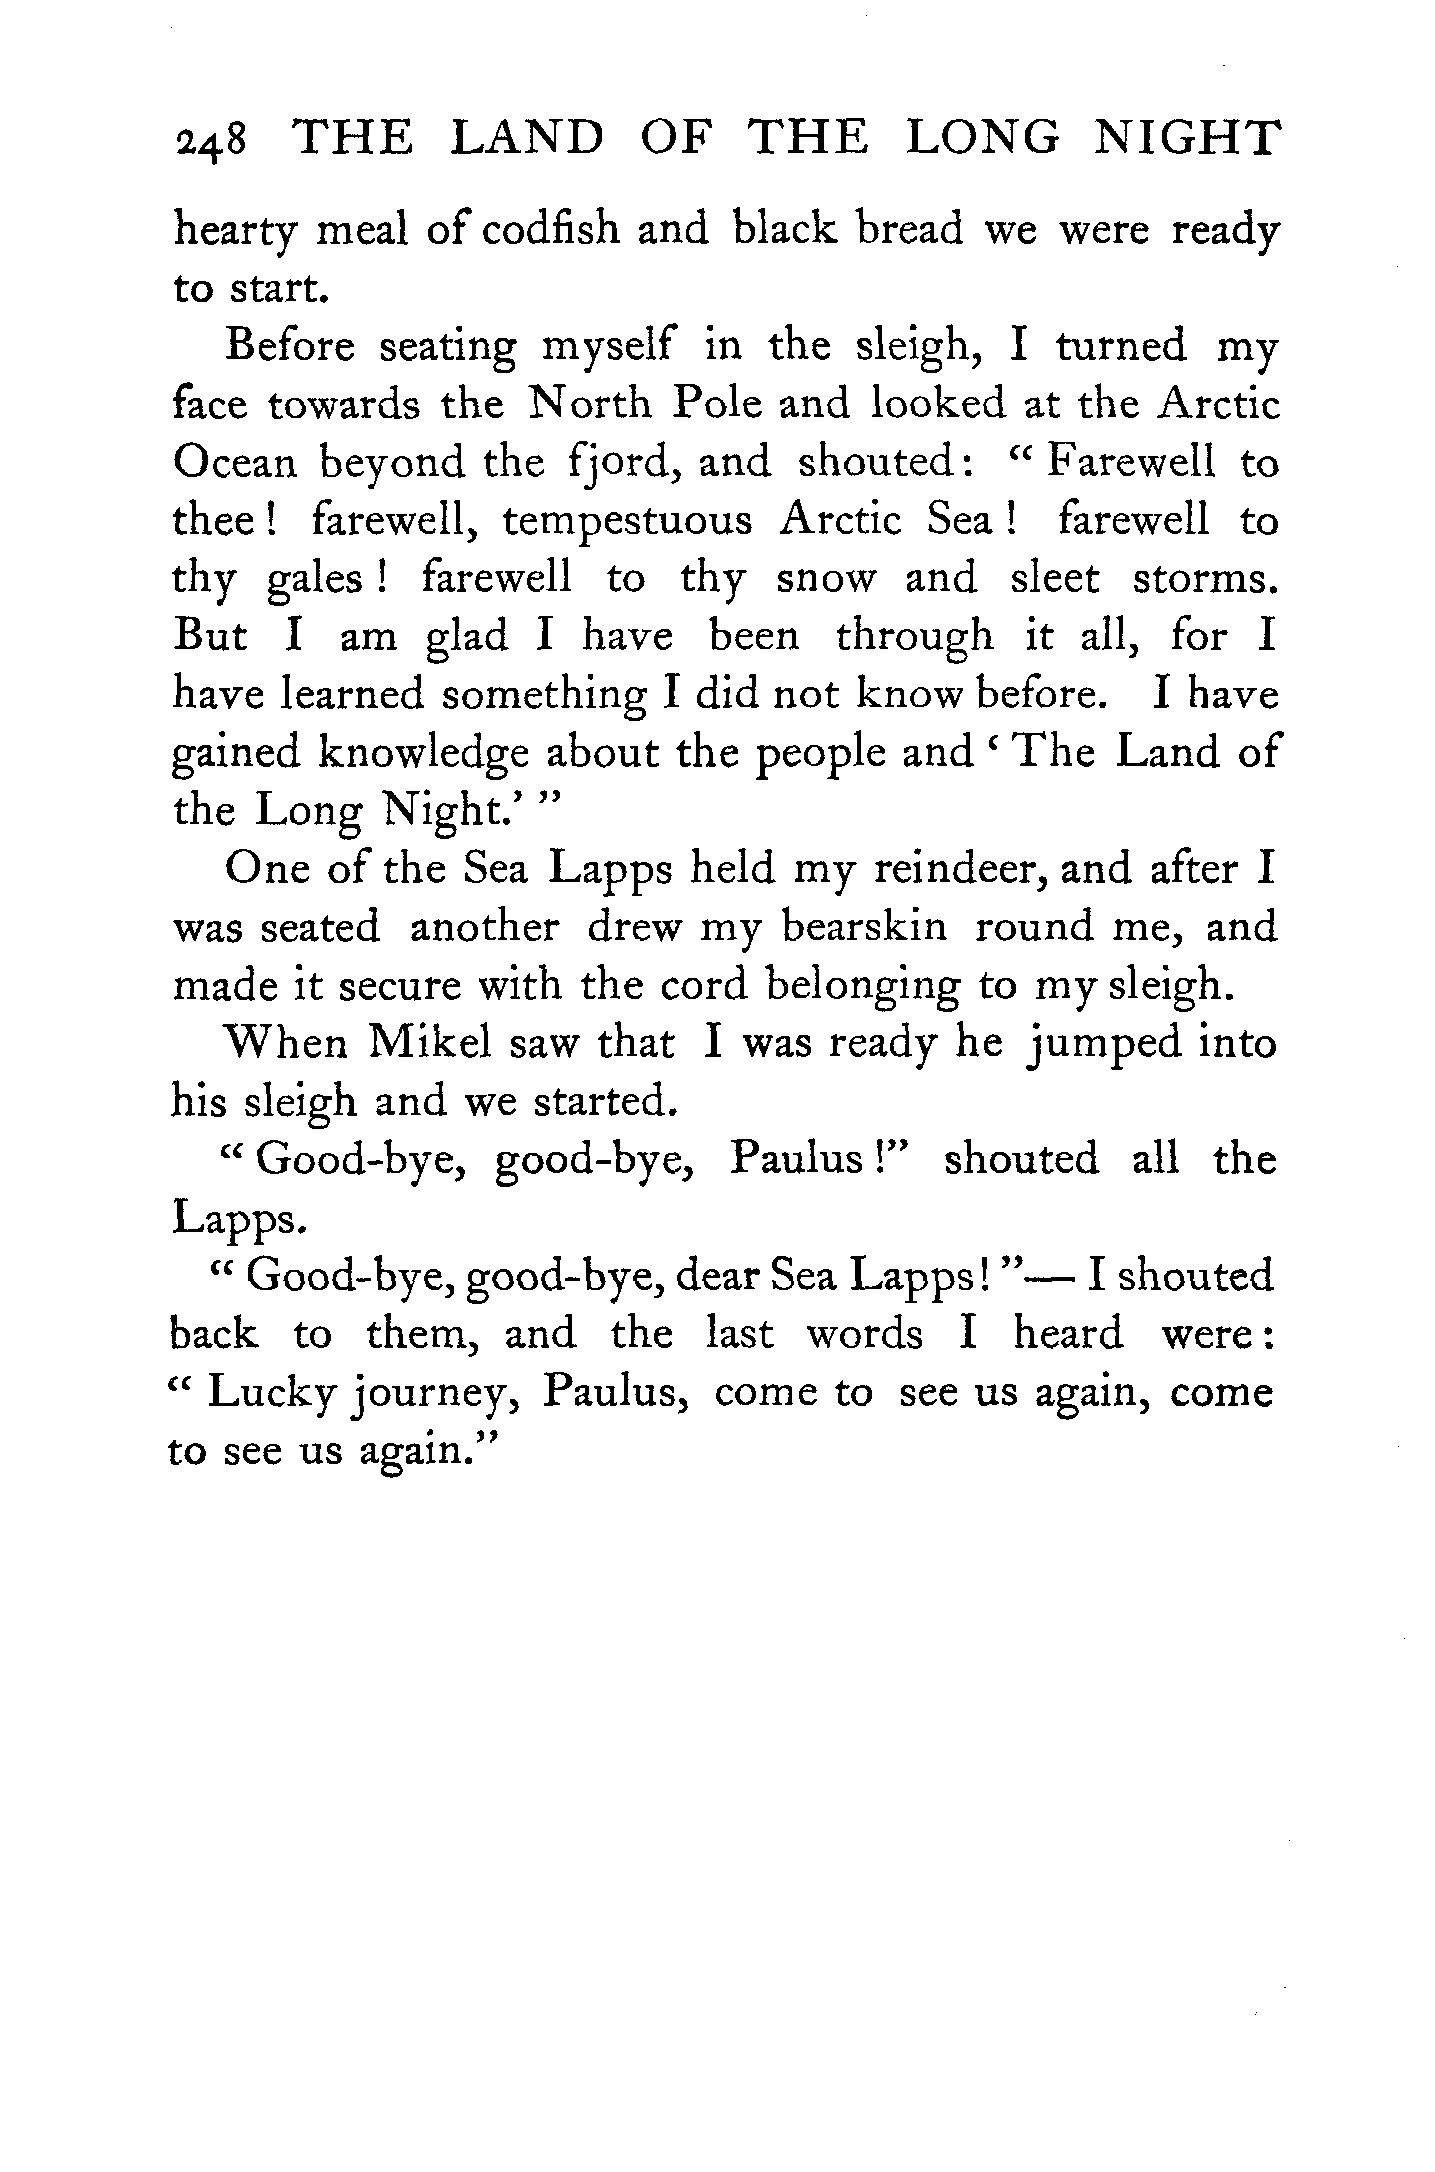 248 THE LAND OF THE LONG NIGHT
hearty meal of codfish and black bread we were ready
to start.
Before seating myself in the sleigh, I turned my
face towards the North Pole and looked at the Arctic
Ocean beyond the fjord, and shouted: “ Farewell to
thee ! farewell, tempestuous Arctic Sea ! farewell to
thy gales ! farewell to thy snow and sleet storms.
But I am glad I have been through it all, for I
have learned something I did not know before. I have
gained knowledge about the people and ‘ The Land of
the Long Night.’ ”
One of the Sea Lapps held my reindeer, and after I
was seated another drew my bearskin round me, and
made it secure with the cord belonging to my sleigh.
When Mikel saw that I was ready he jumped into
his sleigh and we started.
“ Good-bye, good-bye, Paulus !” shouted all the
Lapps.
“ Good-bye, good-bye, dear Sea Lapps! ”— I shouted
back to them, and the last words I heard were :
“ Lucky journey, Paulus, come to see us again, come
to see us again.”